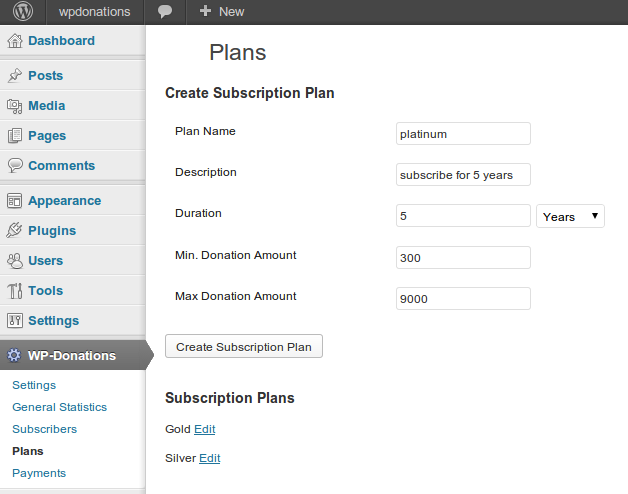 wpdonations New
Dashboard
Posts
Media
Pages
Comments
Appearance
Plugins
Users
Tools
Settings
WP-Donations
Settings
General Statistics
Subscribers
Plans
Payments
Plans
Create Subscription Plan
Plan Name platinum
Description subscribe for 5 years
Duration 5 Years
Min. Donation Amount 300
Max Donation Amount 9000
Create Subscription Plan
Subscription Plans
Gold Edit
Silver Edit